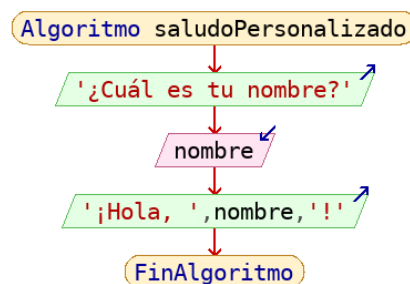 Algoritmo saludoPersonalizado
'¿Cuál es tu nombre?'
nombre
'¡Hola, ',nombre,'!'
FinAlgoritmo